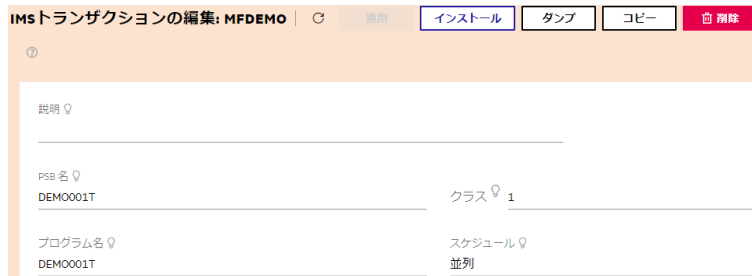 IMSトランザクションの編集: MFDEMO 適用 インストール ダンプ コピー 削除
説明
PSB 名
DEMO001T
クラス 1
プログラム名 スケジュール
DEMO001T 並列